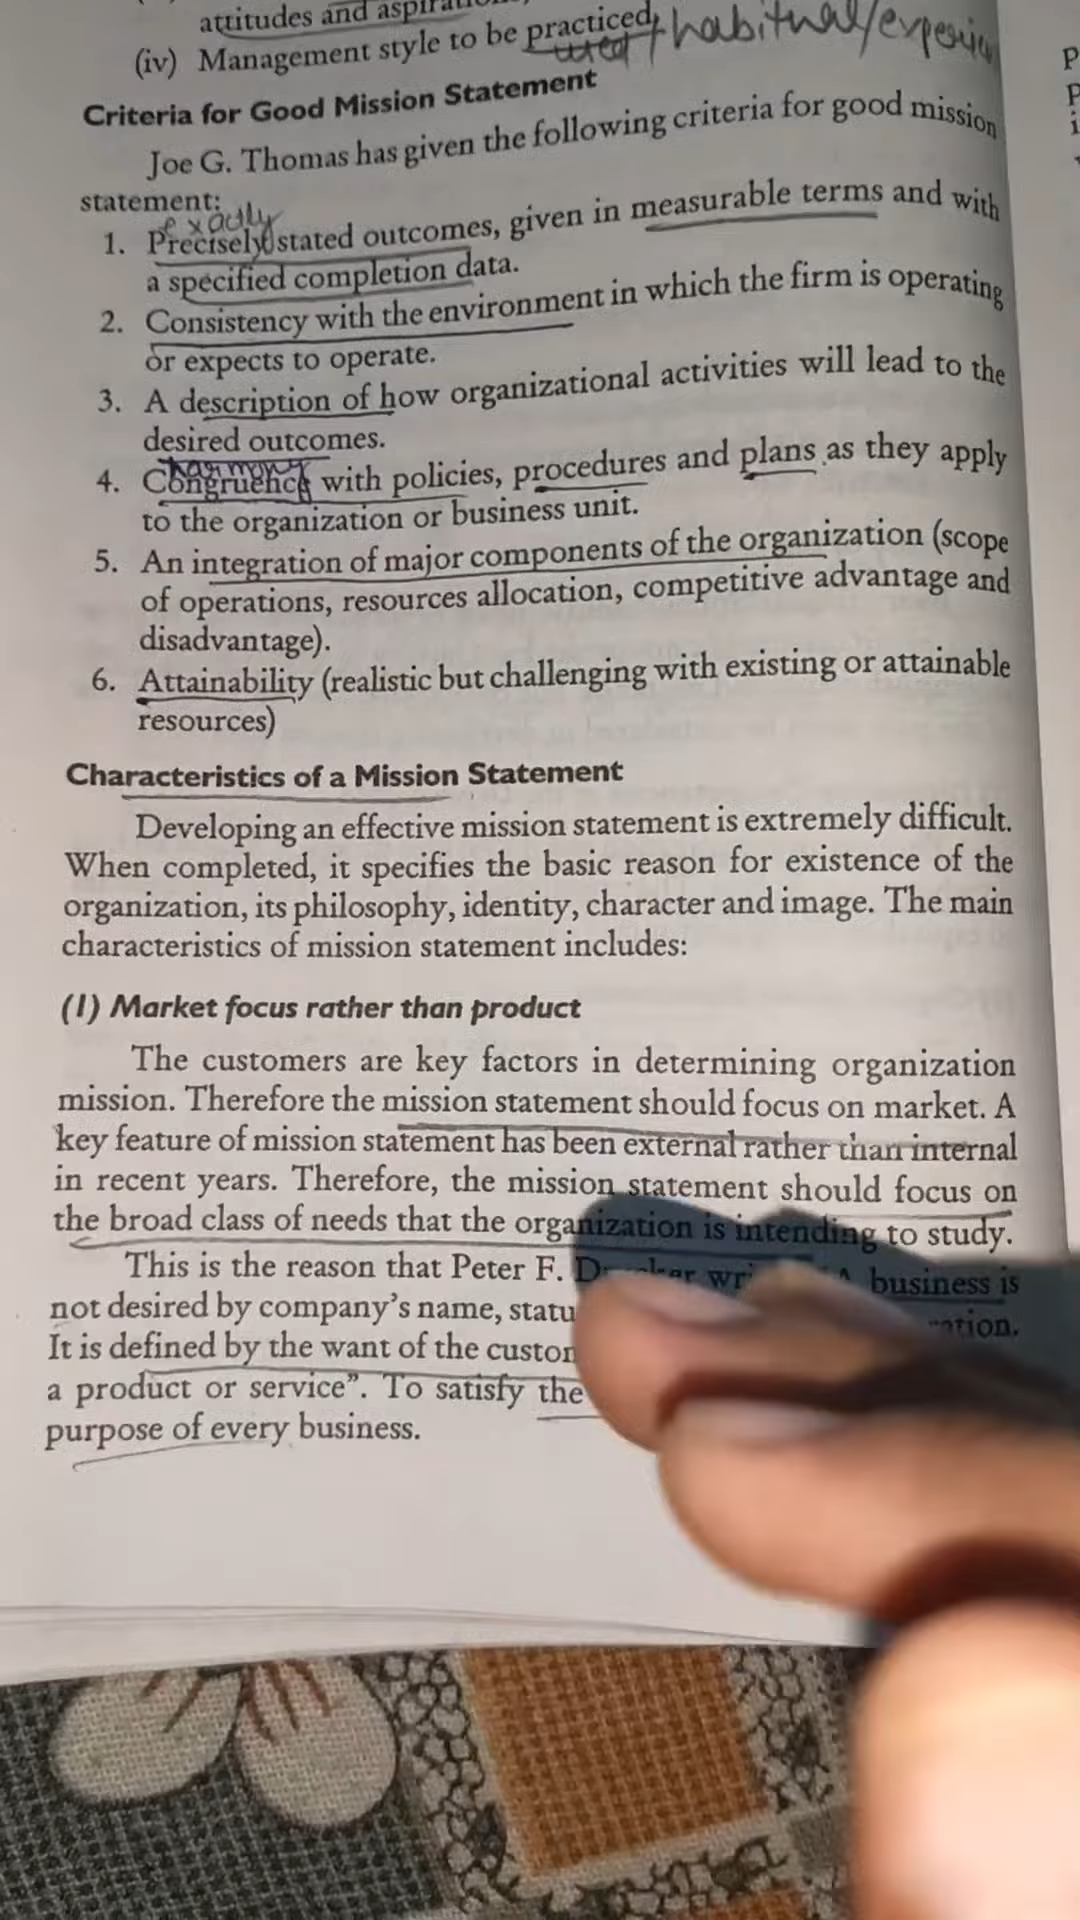 attitudes and
(iv) Management style to be practiced,
used / habitual/
Criteria for Good Mission Statement
Joe G. Thomas has given the following criteria for good mission
statement:
exactly
1. Precisely stated outcomes, given in measurable terms and with
a specified completion data.
2. Consistency with the environment in which the firm is operating
or expects to operate.
3. A description of how organizational activities will lead to the
desired outcomes.
harmony
4. Congruence with policies, procedures and plans as they apply
to the organization or business unit.
5. An integration of major components of the organization (scope
of operations, resources allocation, competitive advantage and
disadvantage).
6. Attainability (realistic but challenging with existing or attainable
resources)
Characteristics of a Mission Statement
Developing an effective mission statement is extremely difficult.
When completed, it specifies the basic reason for existence of the
organization, its philosophy, identity, character and image. The main
characteristics of mission statement includes:
(1) Market focus rather than product
The customers are key factors in determining organization
mission. Therefore the mission statement should focus on market. A
key feature of mission statement has been external rather than internal
in recent years. Therefore, the mission statement should focus on
the broad class of needs that the organization is intending to study.
This is the reason that Peter F. business is
not desired by company's name,
It is defined by the want of the
a product or service". To satisfy the
purpose of every business.